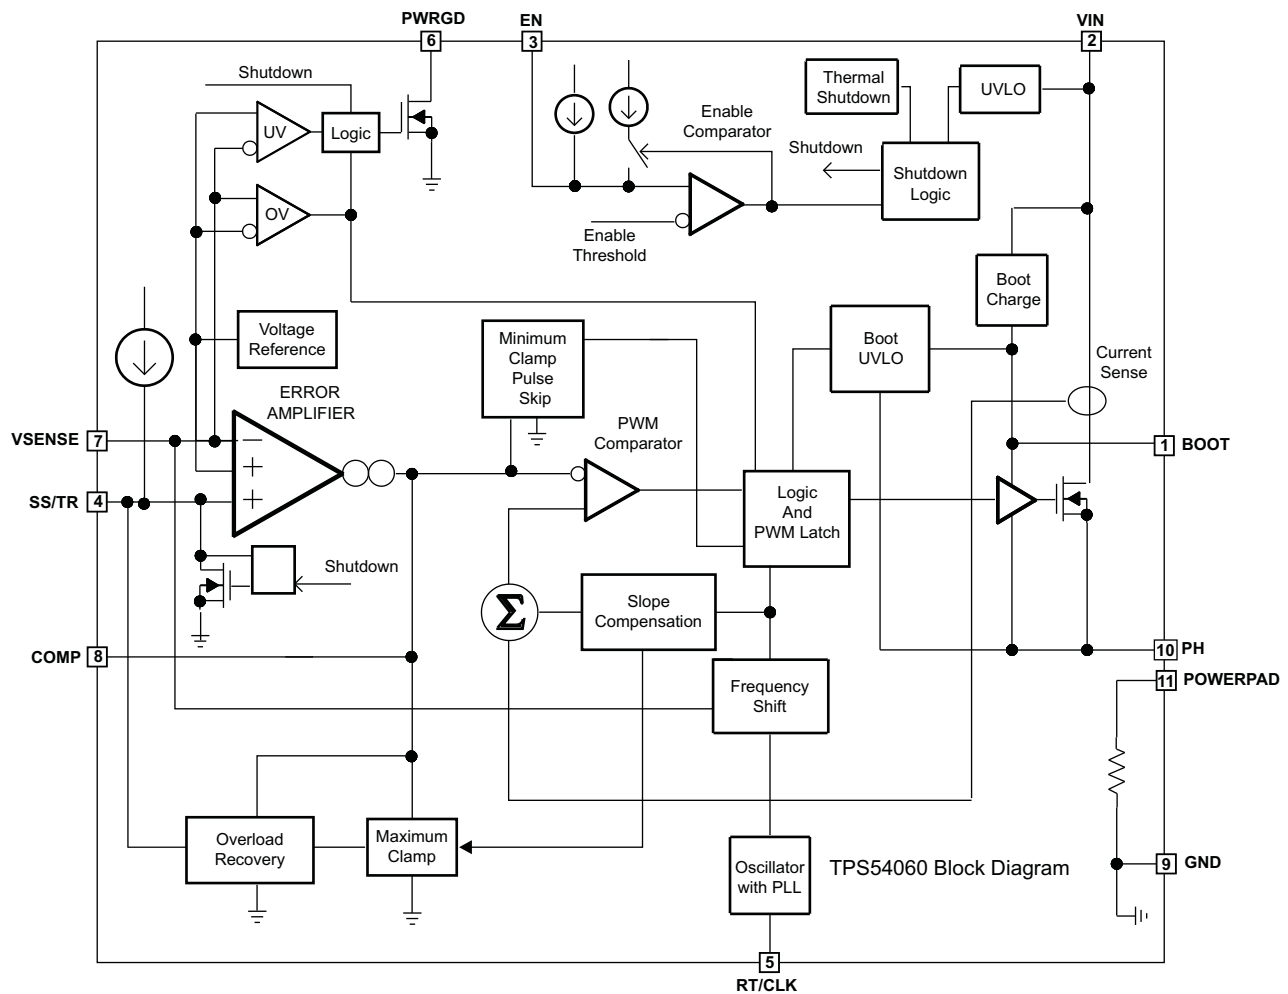 PWRGD
EN
VIN
6
3
2
Shutdown
Thermal
Shutdown
UVLO
Enable
Comparator
UV
Logic
Shutdown
Shutdown
Logic
OV
Enable
Threshold
Boot
Charge
Voltage
Reference
Minimum
Clamp
Pulse
Skip
Boot
UVLO
Current
Sense
ERROR
AMPLIFIER
PWM
Comparator
VSENSE
7
1
BOOT
SS/TR
4
Logic
And
PWM Latch
Shutdown
Σ
Slope
Compensation
COMP
8
10
PH
11
POWERPAD
Frequency
Shift
Overload
Recovery
Maximum
Clamp
Oscillator
with PLL
TPS54060 Block Diagram
9
GND
5
RT/CLK